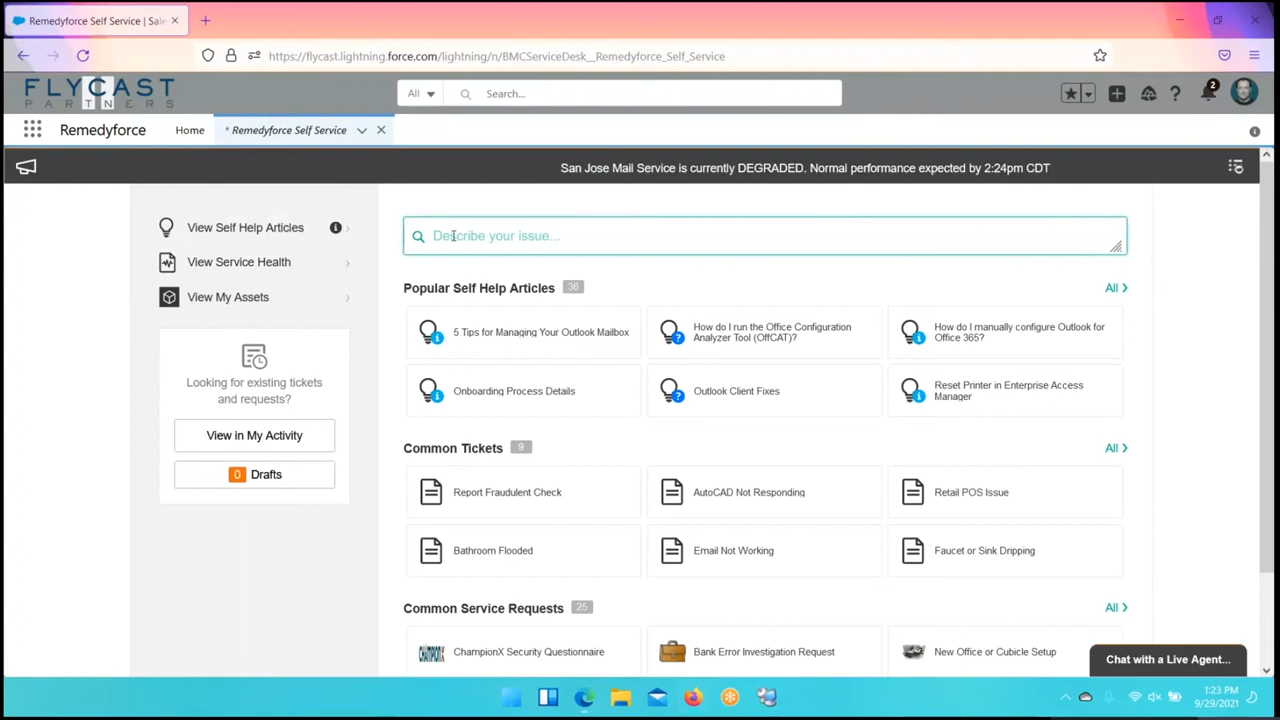 Remedyforce Self Service | Sale
https://flycast.lightning.force.com/lightning/n/BMCServiceDesk__Remedyforce_Self_Service
FLYCAST
PARTNERS
All
Search...
2
Remedyforce
Home
* Remedyforce Self Service
San Jose Mail Service is currently DEGRADED. Normal performance expected by 2:24pm CDT
View Self Help Articles
View Service Health
View My Assets
Looking for existing tickets
and requests?
View in My Activity
0 Drafts
Describe your issue...
Popular Self Help Articles 36
All
5 Tips for Managing Your Outlook Mailbox
How do I run the Office Configuration
Analyzer Tool (OffCAT)?
How do I manually configure Outlook for
Office 365?
Onboarding Process Details
Outlook Client Fixes
Reset Printer in Enterprise Access
Manager
Common Tickets 9
All
Report Fraudulent Check
AutoCAD Not Responding
Retail POS Issue
Bathroom Flooded
Email Not Working
Faucet or Sink Dripping
Common Service Requests 25
All
CHAMPIONX
ChampionX Security Questionnaire
Bank Error Investigation Request
New Office or Cubicle Setup
Chat with a Live Agent...
1:23 PM
9/29/2021